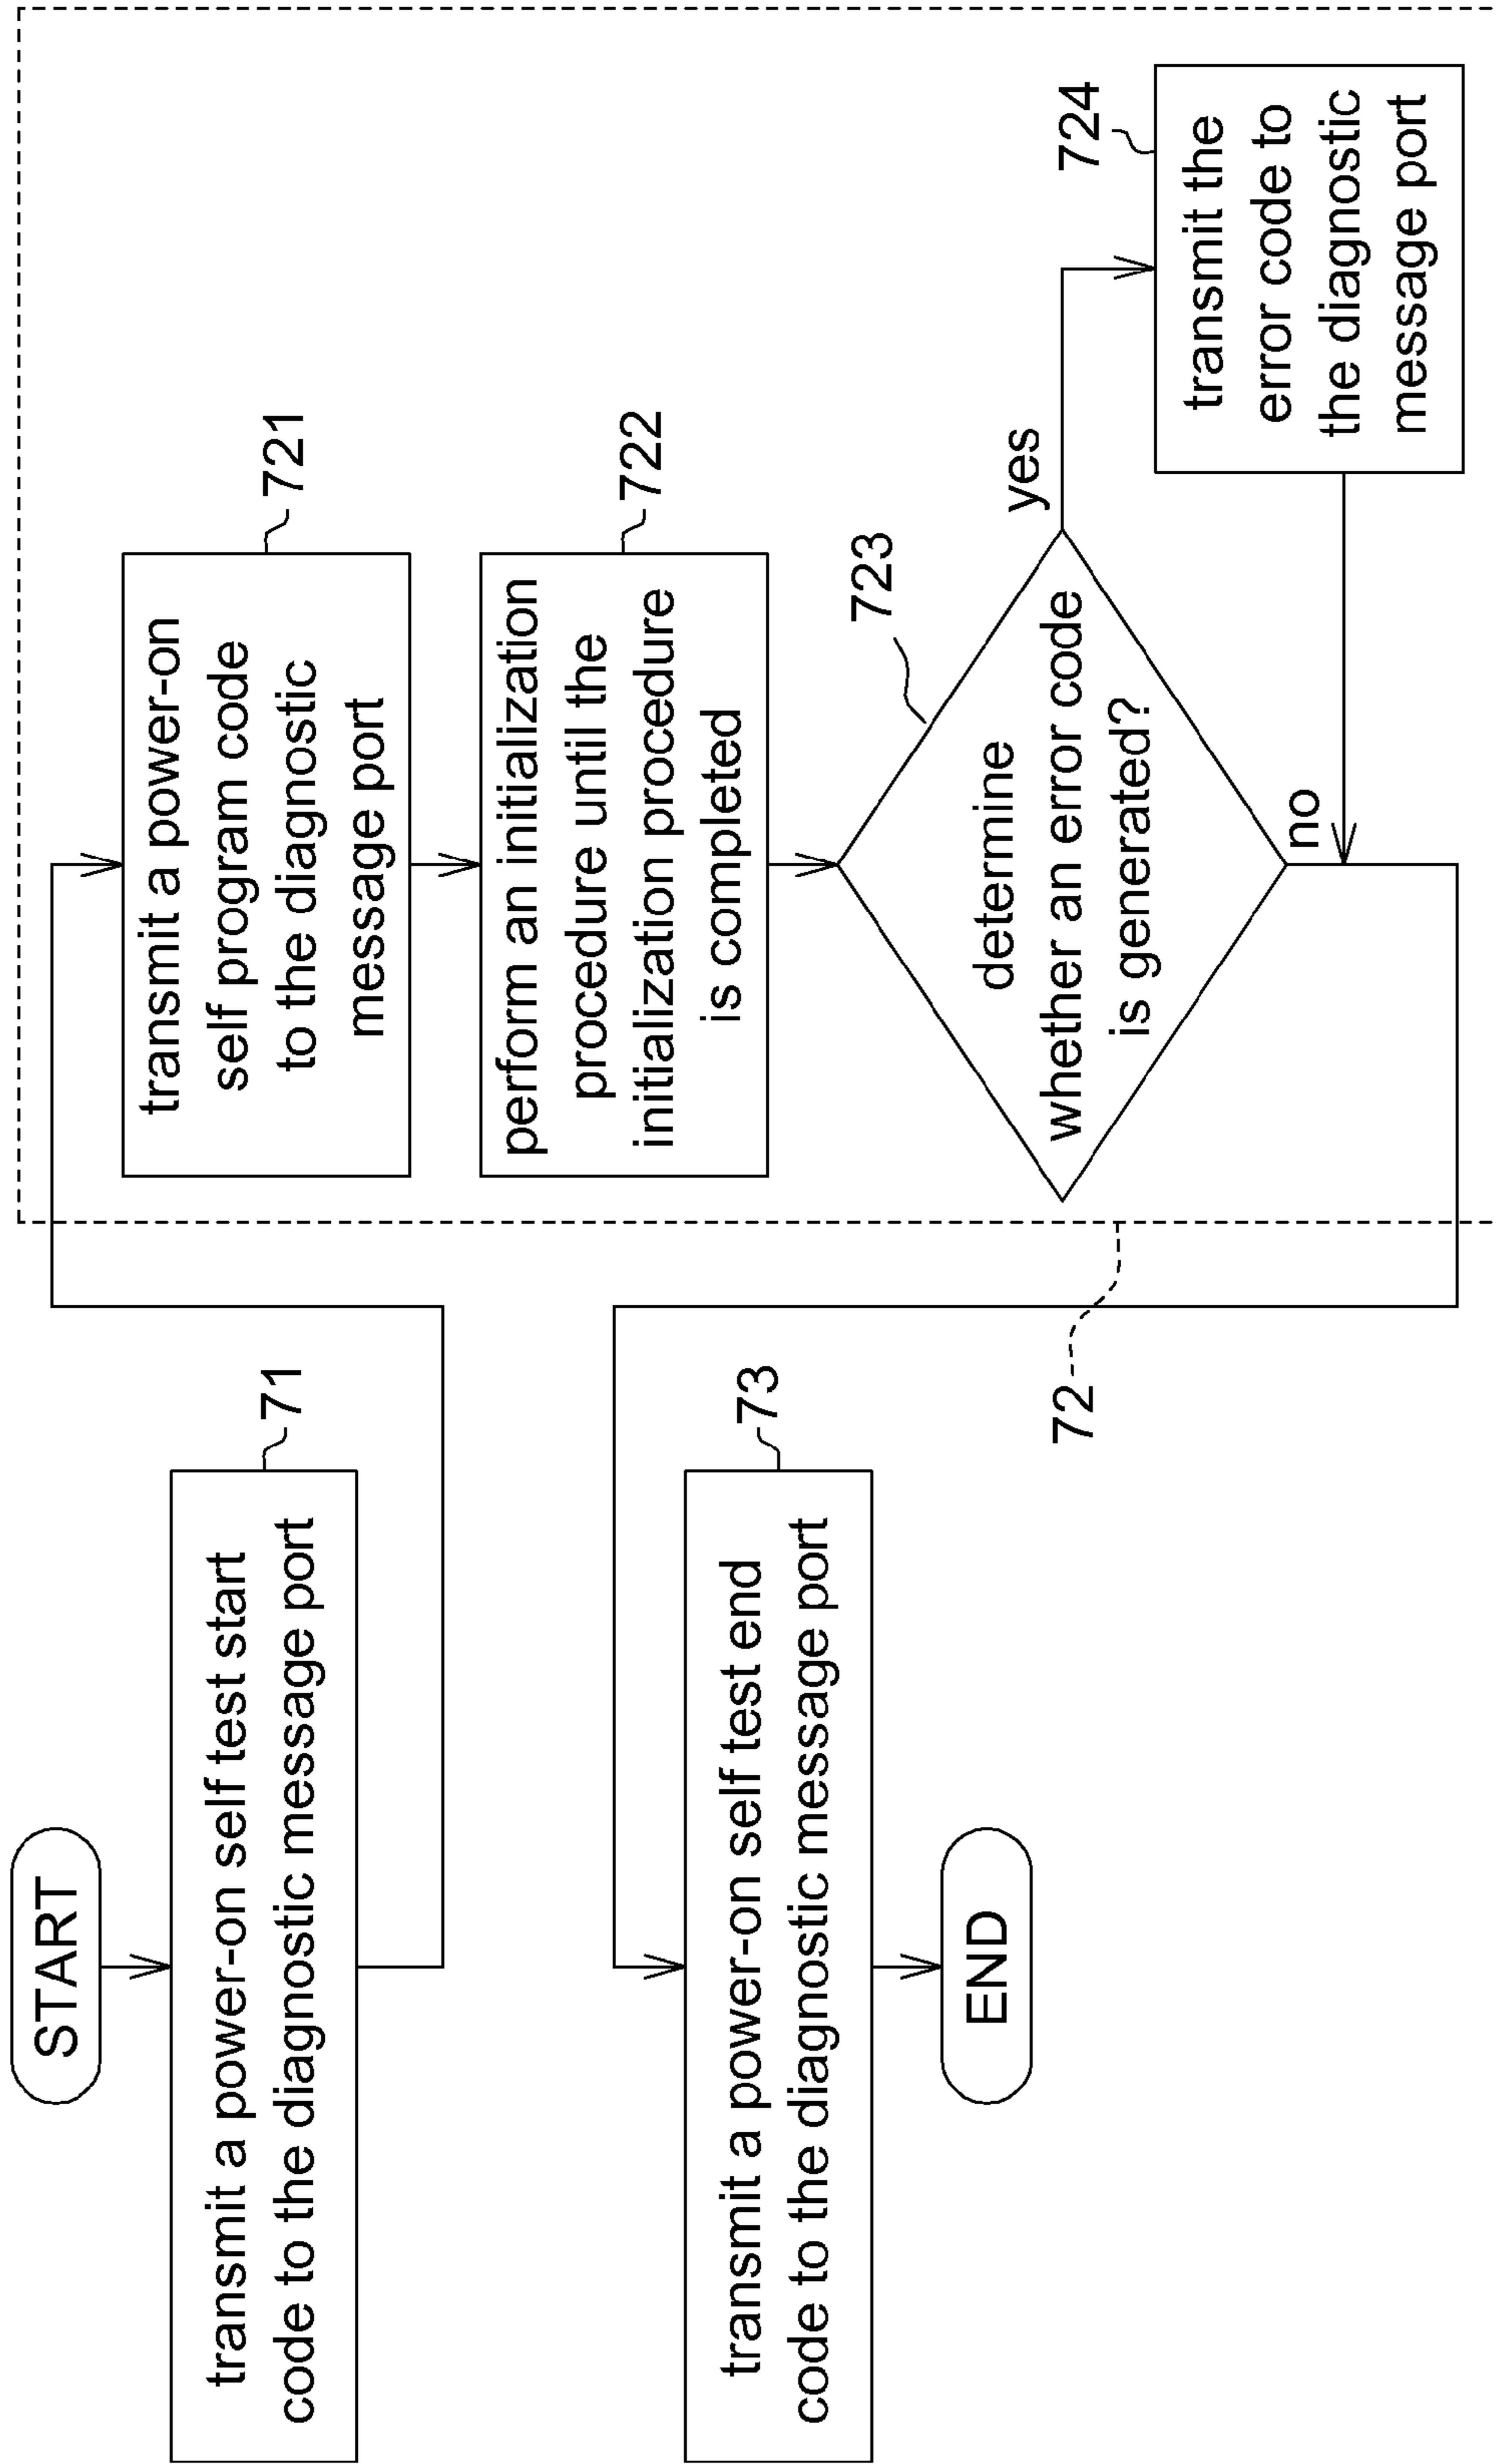 START
transmit a power-on self test start
code to the diagnostic message port
71
transmit a power-on
self program code
to the diagnostic
message port
721
perform an initialization
procedure until the
initialization procedure
is completed
722
determine
whether an error code
is generated?
723
yes
no
transmit the
error code to
the diagnostic
message port
724
72
transmit a power-on self test end
code to the diagnostic message port
73
END